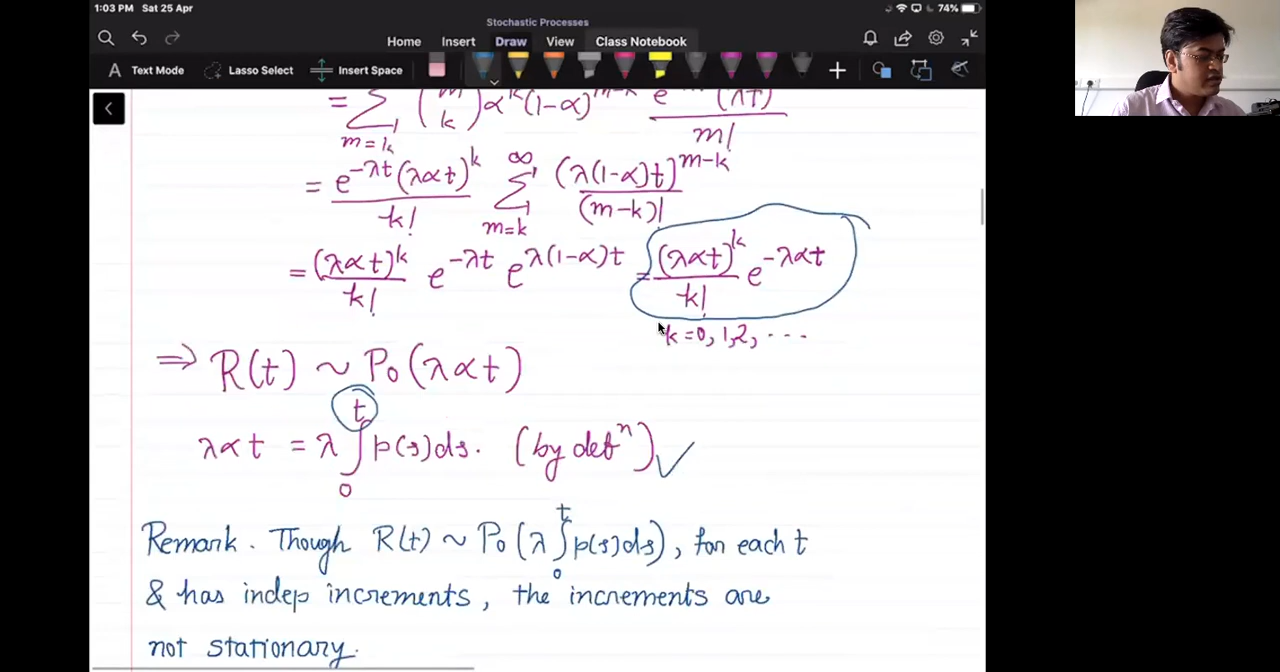 1:03 PM Sat 25 Apr
74%
Stochastic Processes
Home Insert Draw View Class Notebook
Text Mode Lasso Select Insert Space
= ∑ m=k (m k) α^k (1-α)^{m-k} e (λt) / m!
= e^{-λt} (λαt)^k / k! ∑_{m=k}^{∞} (λ(1-α)t)^{m-k} / (m-k)!
= (λαt)^k / k! e^{-λt} e^{λ(1-α)t} = (λαt)^k / k! e^{-λαt}
k = 0, 1, 2, ...
⇒ R(t) ~ Po(λαt)
λαt = λ ∫_0^t p(s)ds. (by defⁿ) ✓
Remark. Though R(t) ~ Po(λ ∫_0^t p(s)ds), for each t
& has indep increments, the increments are
not stationary.